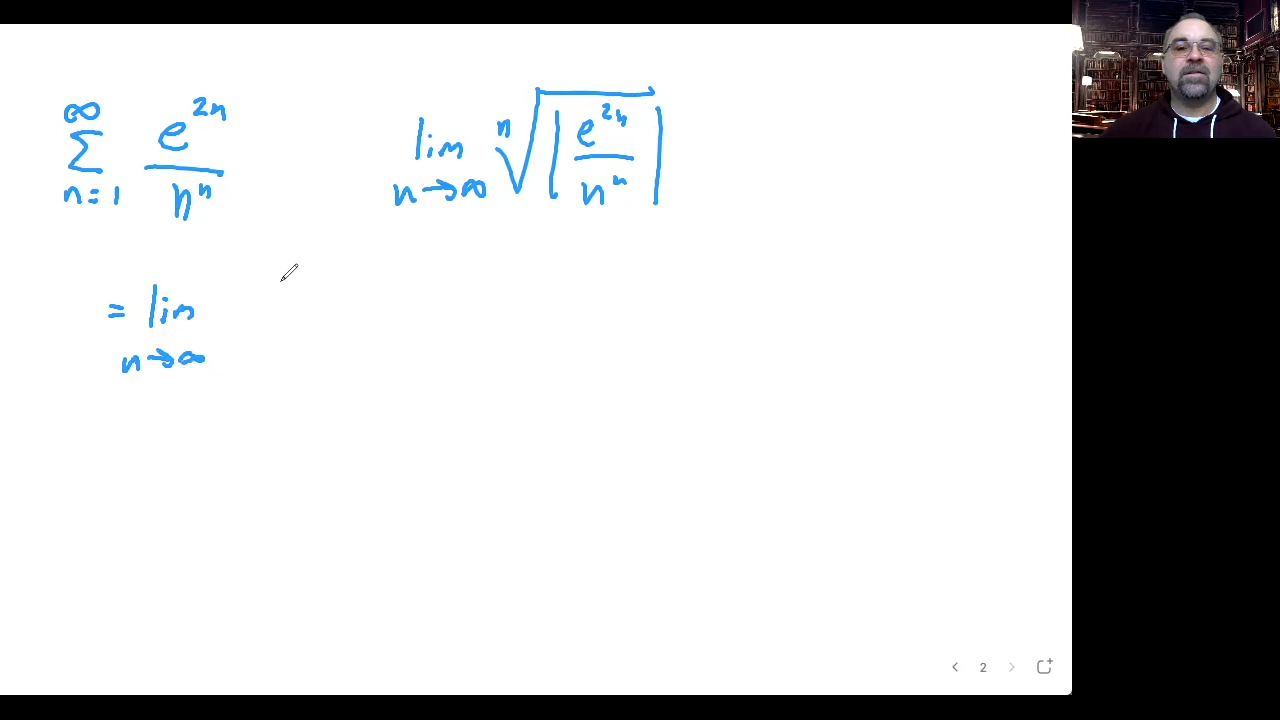 ∞
∑ e^{2n} / n^n
n=1
lim n→∞ ⁿ√|e^{2n} / n^n|
= lim
n→∞
2